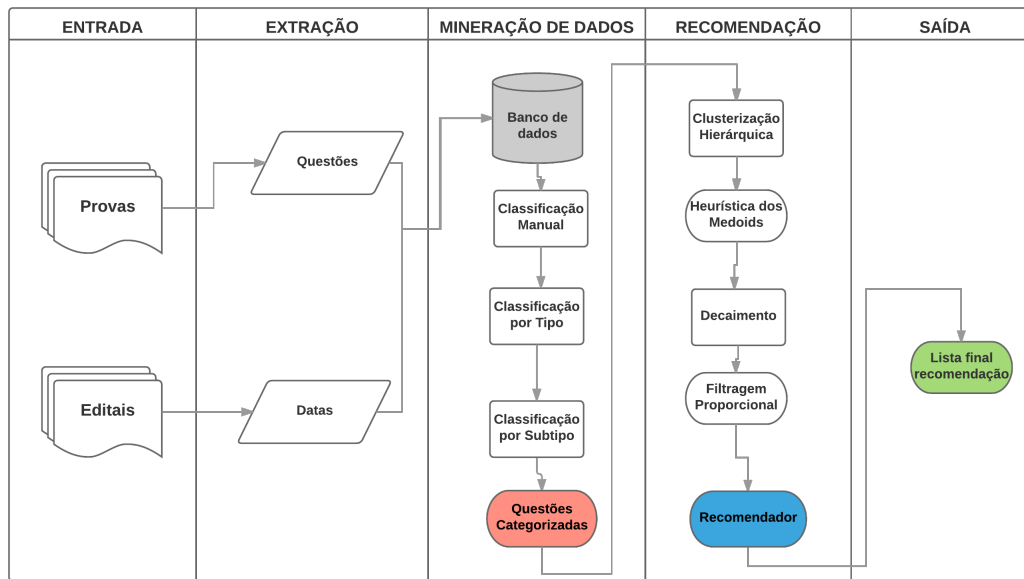 ENTRADA
EXTRAÇÃO
MINERAÇÃO DE DADOS
RECOMENDAÇÃO
SAÍDA
Provas
Editais
Questões
Datas
Banco de
dados
Classificação
Manual
Classificação
por Tipo
Classificação
por Subtipo
Questões
Categorizadas
Clusterização
Hierárquica
Heurística dos
Medoids
Decaimento
Filtragem
Proporcional
Recomendador
Lista final
recomendação